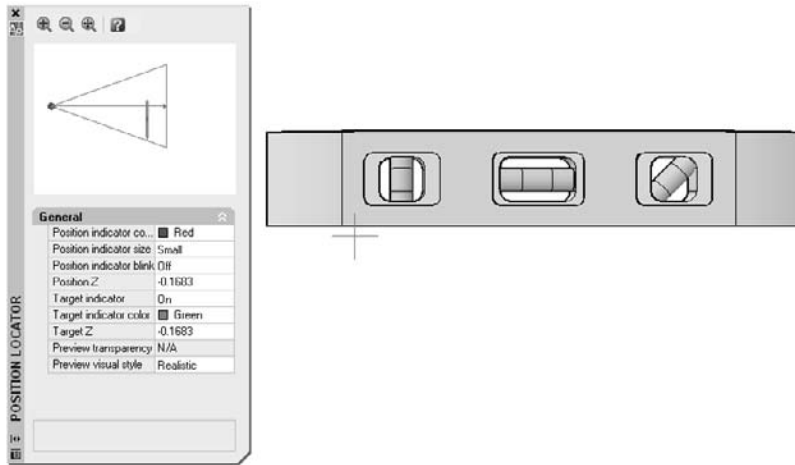 General
Position indicator co... Red
Position indicator size Small
Position indicator blink Off
Position Z -0.1683
Target indicator On
Target indicator color Green
Target Z -0.1683
Preview transparency N/A
Preview visual style Realistic
POSITION LOCATOR